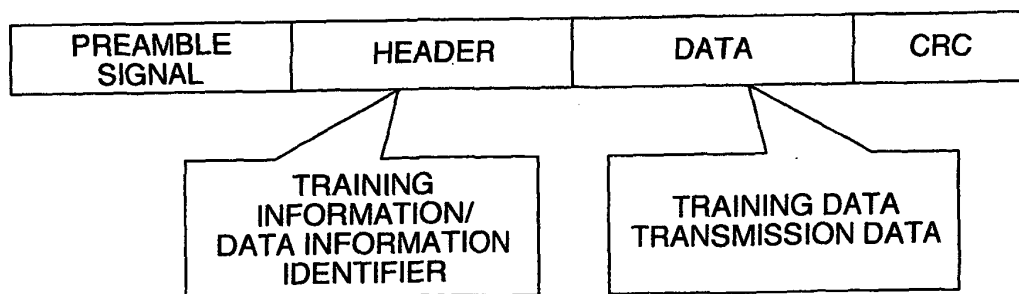 PREAMBLE
SIGNAL
HEADER
DATA
CRC
TRAINING
INFORMATION/
DATA INFORMATION
IDENTIFIER
TRAINING DATA
TRANSMISSION DATA